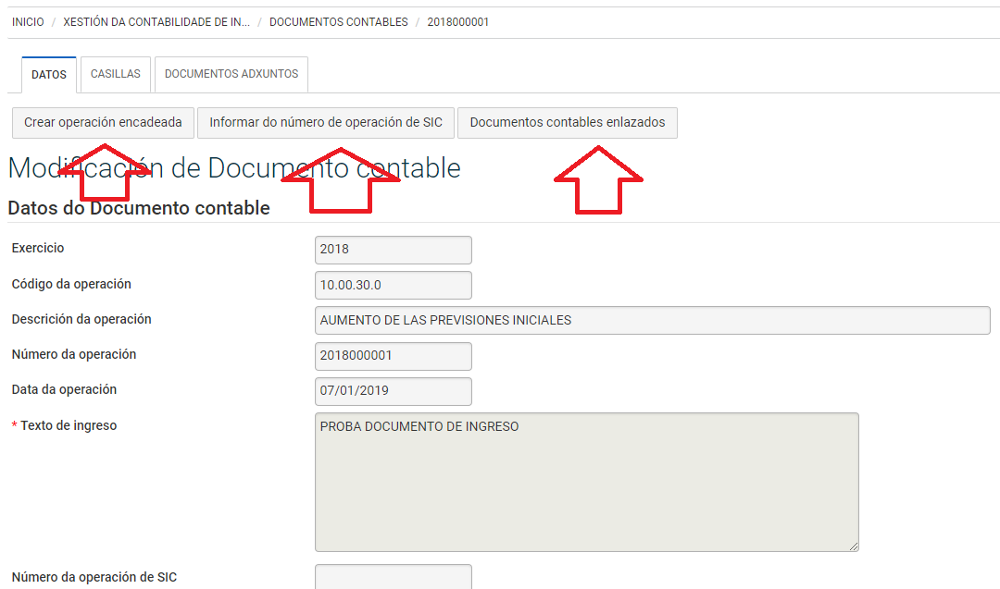 INICIO / XESTIÓN DA CONTABILIDADE DE IN... / DOCUMENTOS CONTABLES / 2018000001
DATOS CASILLAS DOCUMENTOS ADXUNTOS
Crear operación encadeada Informar do número de operación de SIC Documentos contables enlazados
Modificación de Documento contable
Datos do Documento contable
Exercicio 2018
Código da operación 10.00.30.0
Descrición da operación AUMENTO DE LAS PREVISIONES INICIALES
Número da operación 2018000001
Data da operación 07/01/2019
* Texto de ingreso PROBA DOCUMENTO DE INGRESO
Número da operación de SIC